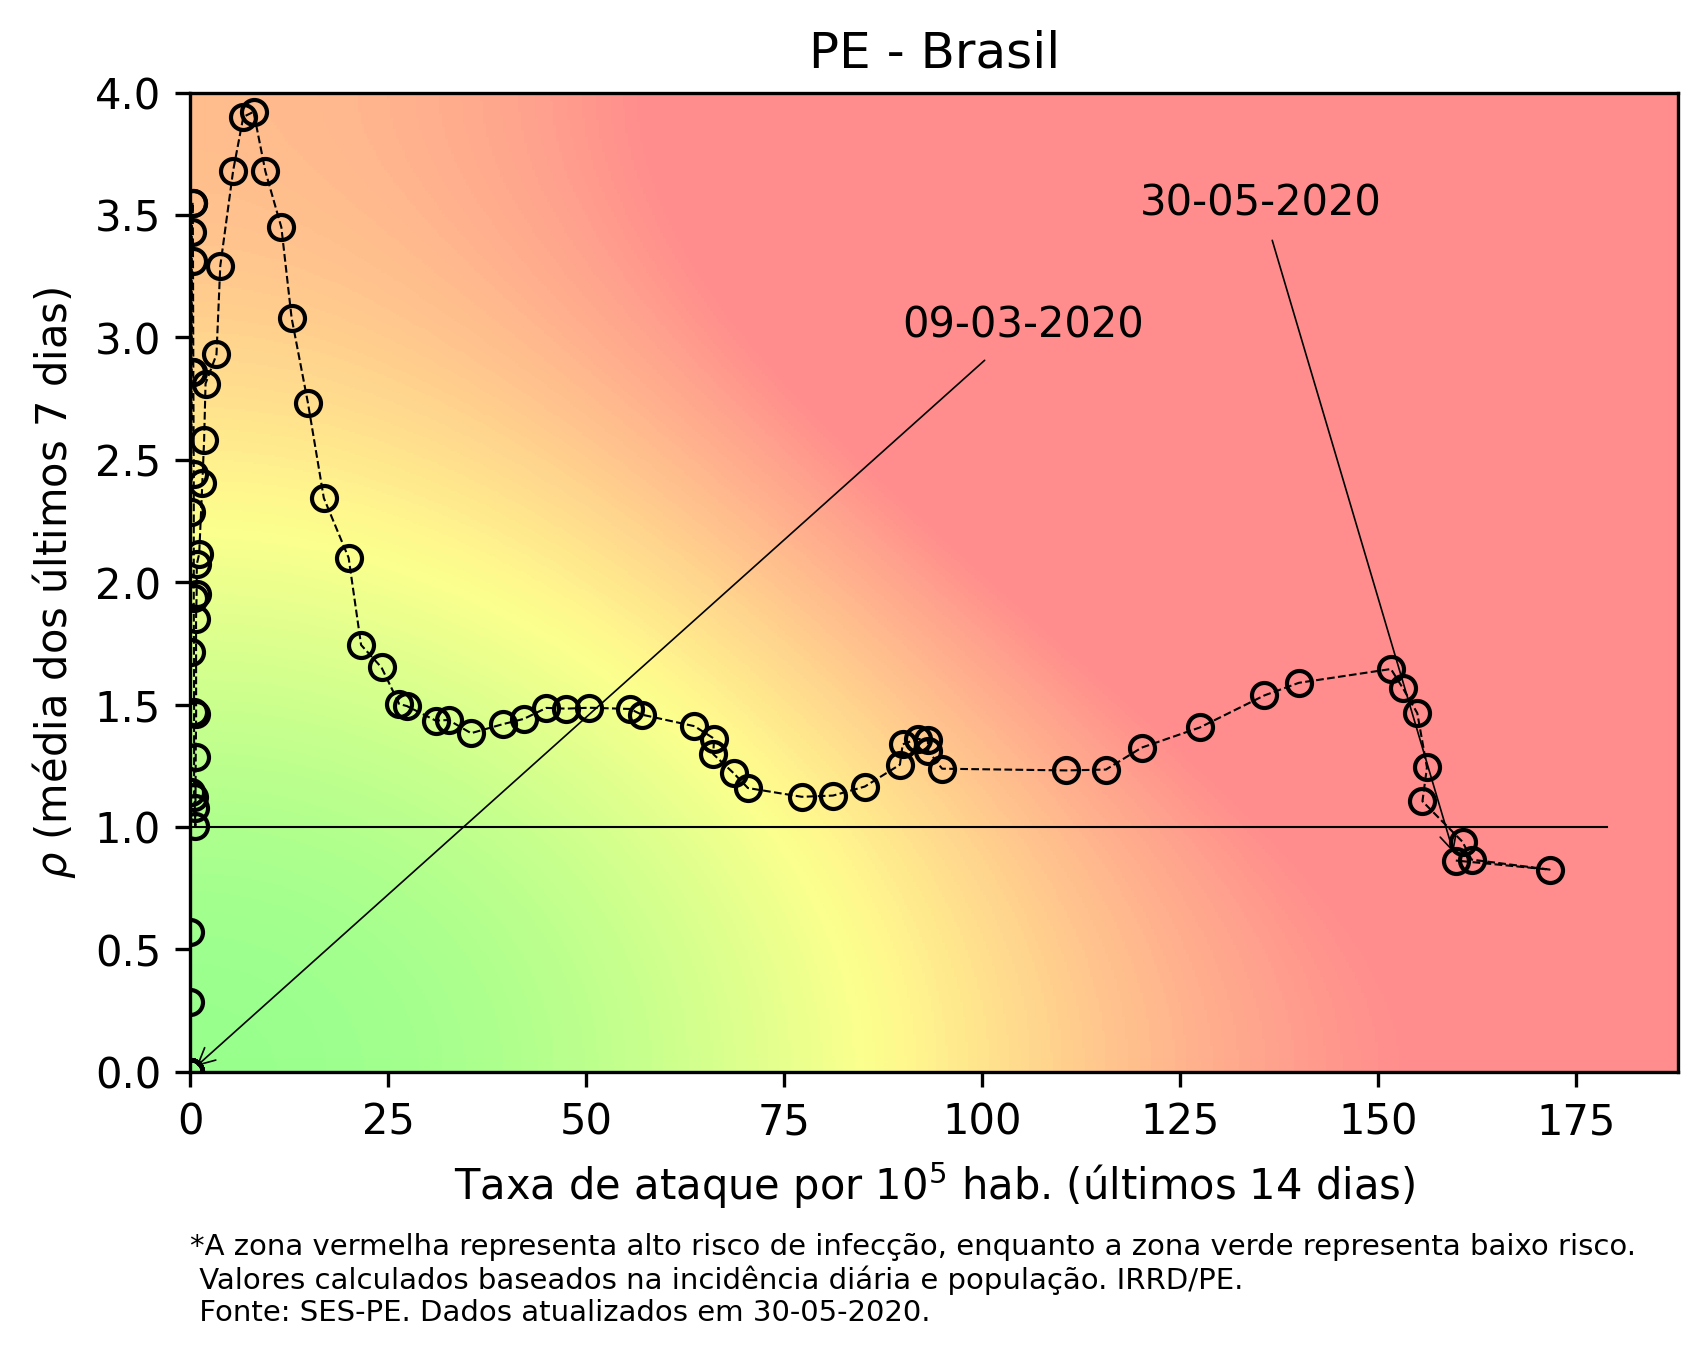 PE - Brasil
4.0
3.5
3.0
2.5
2.0
1.5
1.0
0.5
0.0
ρ (média dos últimos 7 dias)
30-05-2020
09-03-2020
0 25 50 75 100 125 150 175
Taxa de ataque por 10⁵ hab. (últimos 14 dias)
*A zona vermelha representa alto risco de infecção, enquanto a zona verde representa baixo risco.
Valores calculados baseados na incidência diária e população. IRRD/PE.
Fonte: SES-PE. Dados atualizados em 30-05-2020.